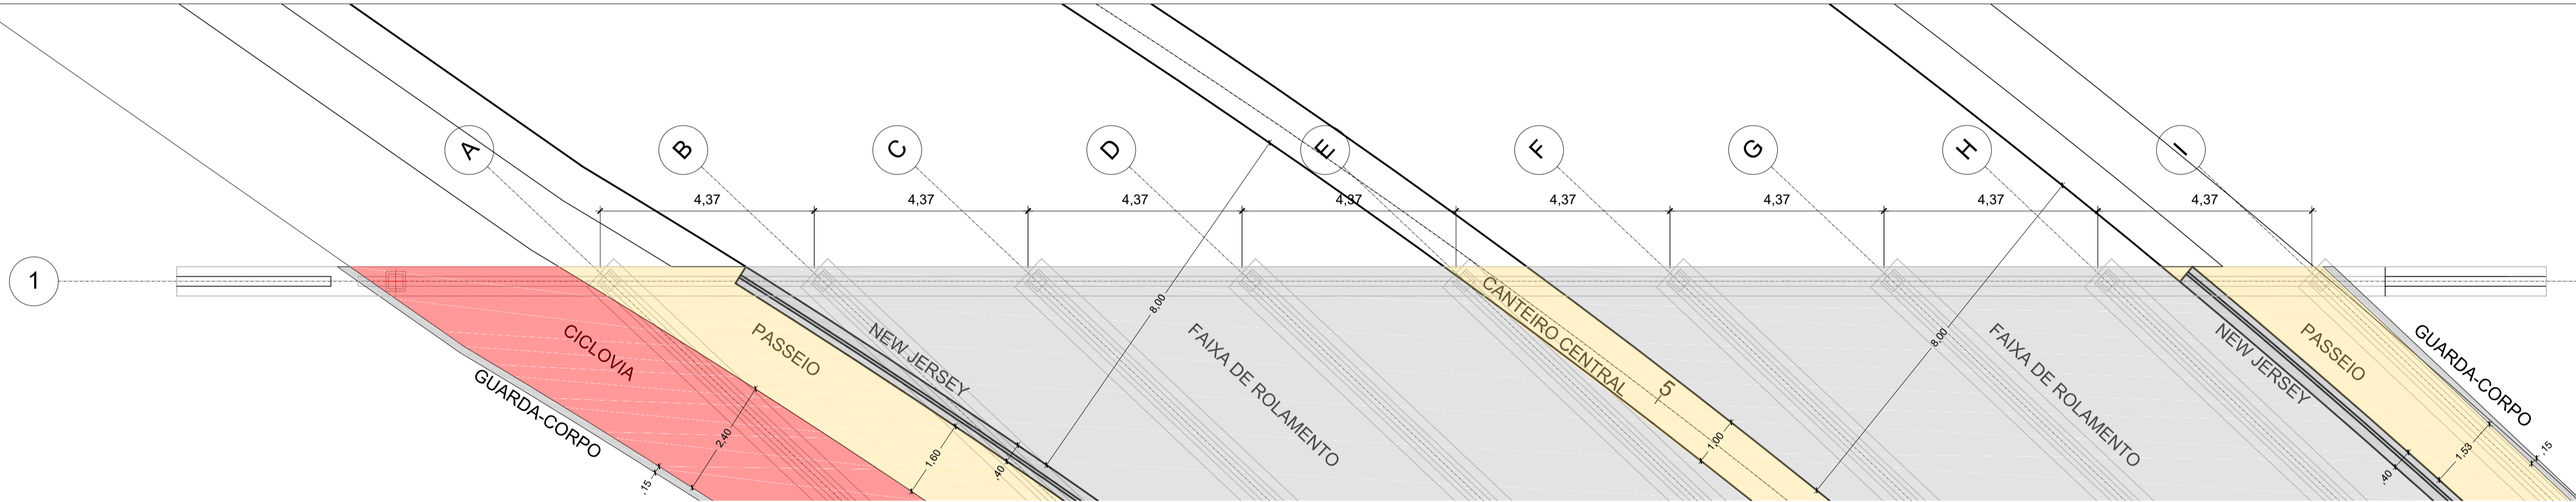 A
B
C
D
E
F
G
H
I
4,37
4,37
4,37
4,37
4,37
4,37
4,37
4,37
1
8,00
8,00
CICLOVIA
PASSEIO
NEW JERSEY
FAIXA DE ROLAMENTO
CANTEIRO CENTRAL
5
FAIXA DE ROLAMENTO
NEW JERSEY
PASSEIO
GUARDA-CORPO
GUARDA-CORPO
,15
2,40
1,60
,40
1,00
,40
1,53
,15